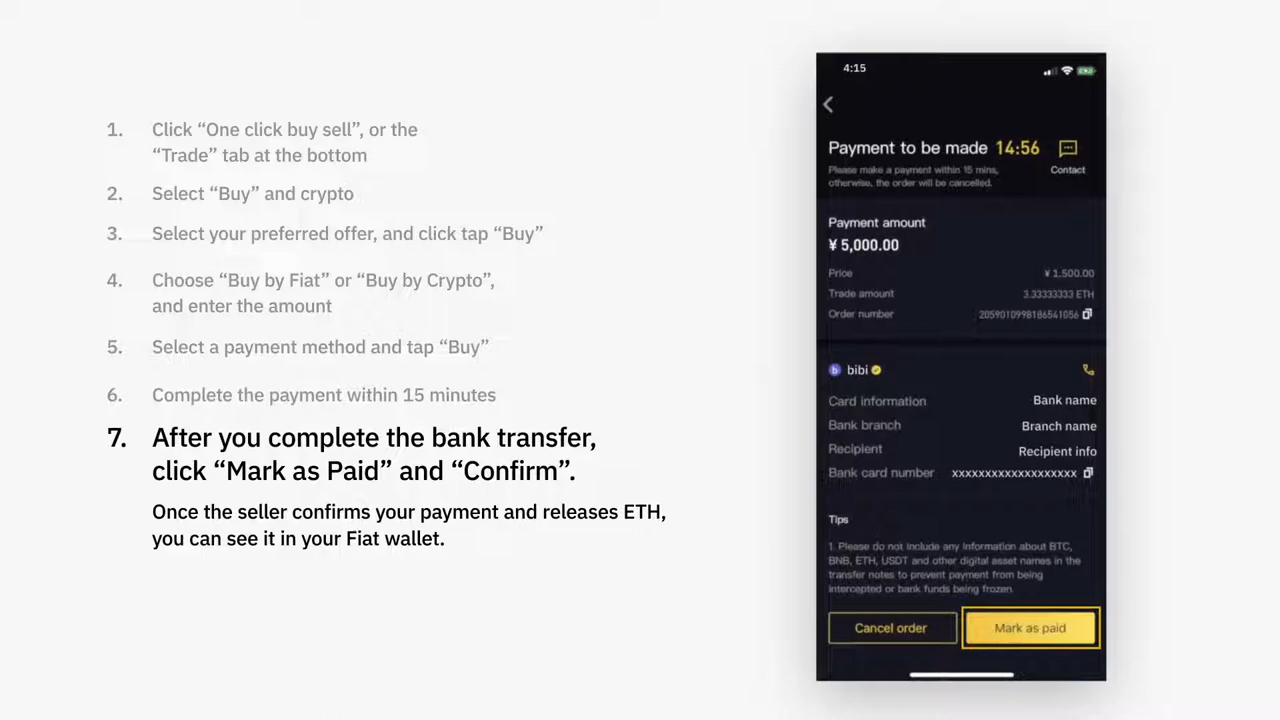 1. Click “One click buy sell”, or the
“Trade” tab at the bottom
2. Select “Buy” and crypto
3. Select your preferred offer, and click tap “Buy”
4. Choose “Buy by Fiat” or “Buy by Crypto”,
and enter the amount
5. Select a payment method and tap “Buy”
6. Complete the payment within 15 minutes
7. After you complete the bank transfer,
click “Mark as Paid” and “Confirm”.
Once the seller confirms your payment and releases ETH,
you can see it in your Fiat wallet.
4:15
Payment to be made 14:56
Please make a payment within 15 mins,
otherwise, the order will be cancelled.
Contact
Payment amount
¥ 5,000.00
Price ¥ 1,500.00
Trade amount 3.33333333 ETH
Order number 2059010998186541056
b bibi
Card information Bank name
Bank branch Branch name
Recipient Recipient info
Bank card number xxxxxxxxxxxxxxxxxxx
Tips
1. Please do not include any information about BTC,
BNB, ETH, USDT and other digital asset names in the
transfer notes to prevent payment from being
intercepted or bank funds being frozen.
Cancel order Mark as paid